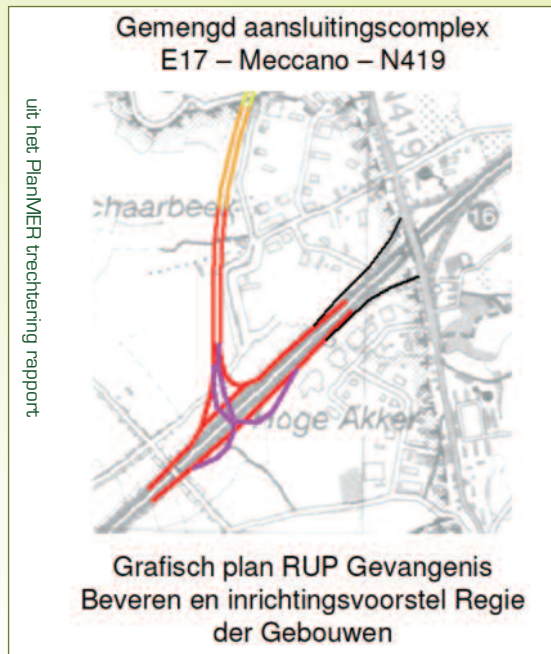 Gemengd aansluitingscomplex
E17 – Meccano – N419
uit het PlanMER trechtering rapport
N419
chaarbeek
16
Hoge Akker
Grafisch plan RUP Gevangenis
Beveren en inrichtingsvoorstel Regie
der Gebouwen